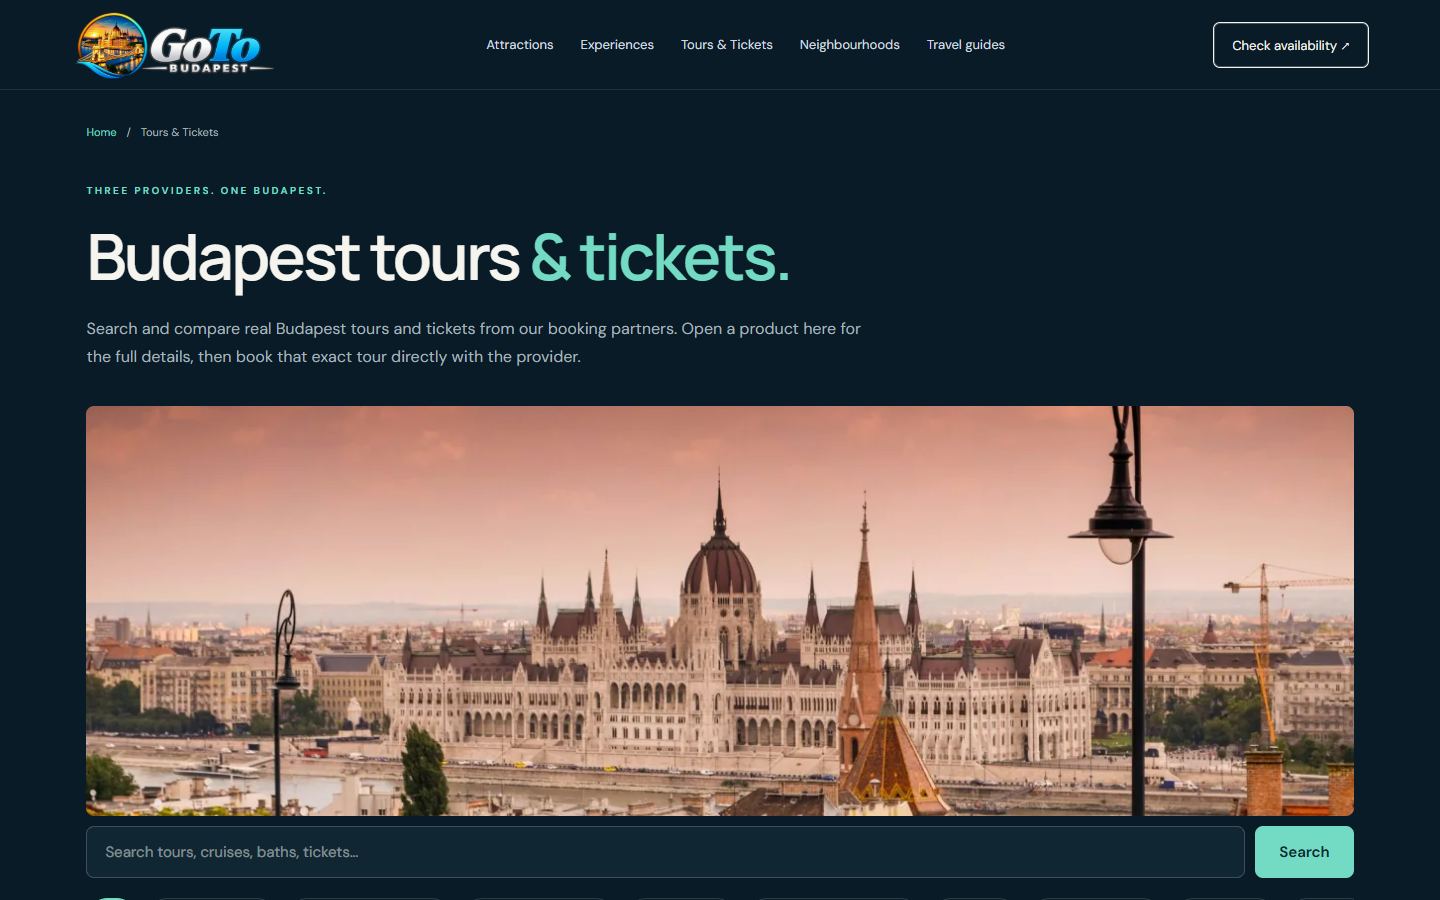 GoTo
BUDAPEST
Attractions
Experiences
Tours & Tickets
Neighbourhoods
Travel guides
Check availability ↗
Home / Tours & Tickets
THREE PROVIDERS. ONE BUDAPEST.
Budapest tours & tickets.
Search and compare real Budapest tours and tickets from our booking partners. Open a product here for
the full details, then book that exact tour directly with the provider.
Search tours, cruises, baths, tickets...
Search